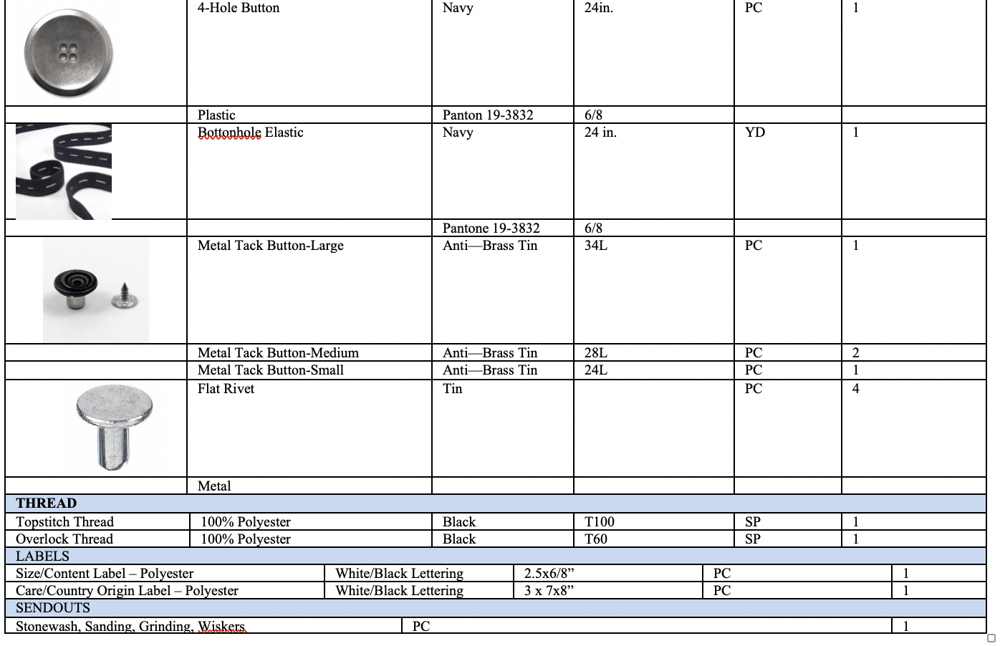 4-Hole Button Navy 24in. PC 1
Plastic Panton 19-3832 6/8
Bottonhole Elastic Navy 24 in. YD 1
Pantone 19-3832 6/8
Metal Tack Button-Large Anti—Brass Tin 34L PC 1
Metal Tack Button-Medium Anti—Brass Tin 28L PC 2
Metal Tack Button-Small Anti—Brass Tin 24L PC 1
Flat Rivet Tin PC 4
Metal
THREAD
Topstitch Thread 100% Polyester Black T100 SP 1
Overlock Thread 100% Polyester Black T60 SP 1
LABELS
Size/Content Label – Polyester White/Black Lettering 2.5x6/8” PC 1
Care/Country Origin Label – Polyester White/Black Lettering 3 x 7x8” PC 1
SENDOUTS
Stonewash, Sanding, Grinding, Wiskers PC 1